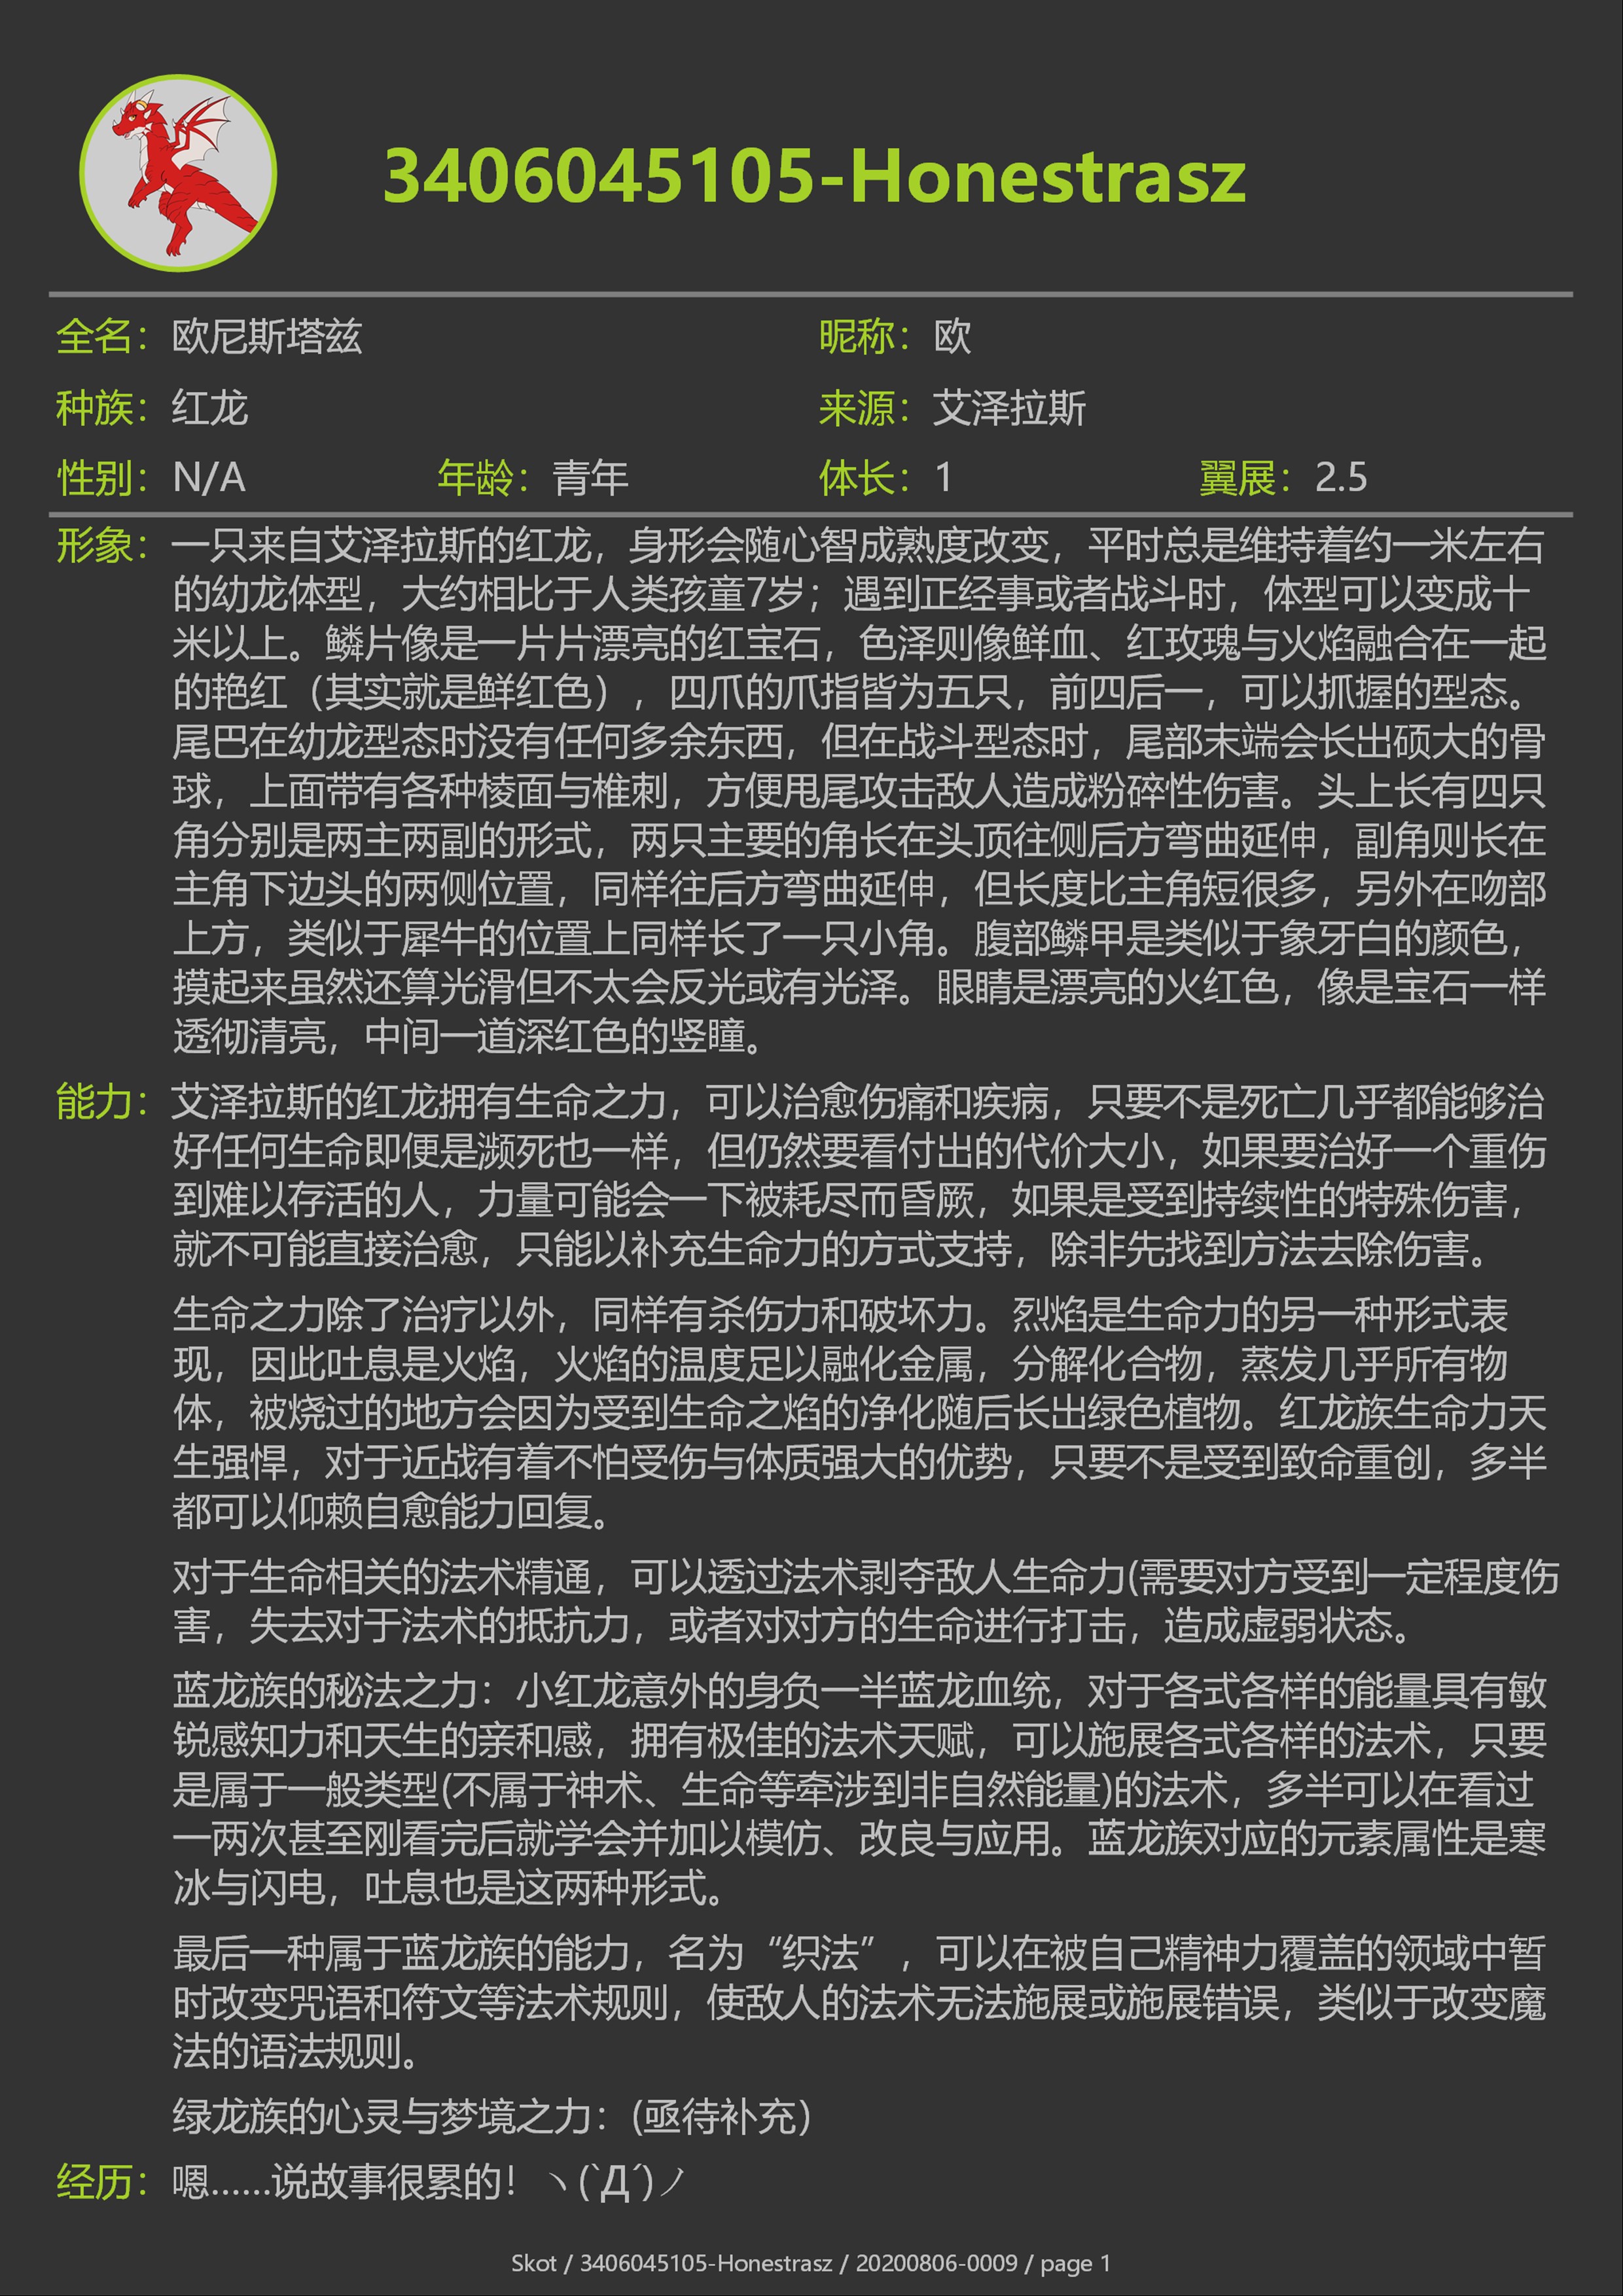 3406045105-Honestrasz
全名：欧尼斯塔兹 昵称：欧
种族：红龙 来源：艾泽拉斯
性别：N/A 年龄：青年 体长：1 翼展：2.5
形象：一只来自艾泽拉斯的红龙，身形会随心智成熟度改变，平时总是维持着约一米左右
的幼龙体型，大约相比于人类孩童7岁；遇到正经事或者战斗时，体型可以变成十
米以上。鳞片像是一片片漂亮的红宝石，色泽则像鲜血、红玫瑰与火焰融合在一起
的艳红（其实就是鲜红色），四爪的爪指皆为五只，前四后一，可以抓握的型态。
尾巴在幼龙型态时没有任何多余东西，但在战斗型态时，尾部末端会长出硕大的骨
球，上面带有各种棱面与椎刺，方便甩尾攻击敌人造成粉碎性伤害。头上长有四只
角分别是两主两副的形式，两只主要的角长在头顶往侧后方弯曲延伸，副角则长在
主角下边头的两侧位置，同样往后方弯曲延伸，但长度比主角短很多，另外在吻部
上方，类似于犀牛的位置上同样长了一只小角。腹部鳞甲是类似于象牙白的颜色，
摸起来虽然还算光滑但不太会反光或有光泽。眼睛是漂亮的火红色，像是宝石一样
透彻清亮，中间一道深红色的竖瞳。
能力：艾泽拉斯的红龙拥有生命之力，可以治愈伤痛和疾病，只要不是死亡几乎都能够治
好任何生命即便是濒死也一样，但仍然要看付出的代价大小，如果要治好一个重伤
到难以存活的人，力量可能会一下被耗尽而昏厥，如果是受到持续性的特殊伤害，
就不可能直接治愈，只能以补充生命力的方式支持，除非先找到方法去除伤害。
生命之力除了治疗以外，同样有杀伤力和破坏力。烈焰是生命力的另一种形式表
现，因此吐息是火焰，火焰的温度足以融化金属，分解化合物，蒸发几乎所有物
体，被烧过的地方会因为受到生命之焰的净化随后长出绿色植物。红龙族生命力天
生强悍，对于近战有着不怕受伤与体质强大的优势，只要不是受到致命重创，多半
都可以仰赖自愈能力回复。
对于生命相关的法术精通，可以透过法术剥夺敌人生命力(需要对方受到一定程度伤
害，失去对于法术的抵抗力，或者对对方的生命进行打击，造成虚弱状态。
蓝龙族的秘法之力：小红龙意外的身负一半蓝龙血统，对于各式各样的能量具有敏
锐感知力和天生的亲和感，拥有极佳的法术天赋，可以施展各式各样的法术，只要
是属于一般类型(不属于神术、生命等牵涉到非自然能量)的法术，多半可以在看过
一两次甚至刚看完后就学会并加以模仿、改良与应用。蓝龙族对应的元素属性是寒
冰与闪电，吐息也是这两种形式。
最后一种属于蓝龙族的能力，名为“织法”，可以在被自己精神力覆盖的领域中暂
时改变咒语和符文等法术规则，使敌人的法术无法施展或施展错误，类似于改变魔
法的语法规则。
绿龙族的心灵与梦境之力：(亟待补充)
经历：嗯……说故事很累的！ヽ(`Д´)ノ
Skot / 3406045105-Honestrasz / 20200806-0009 / page 1